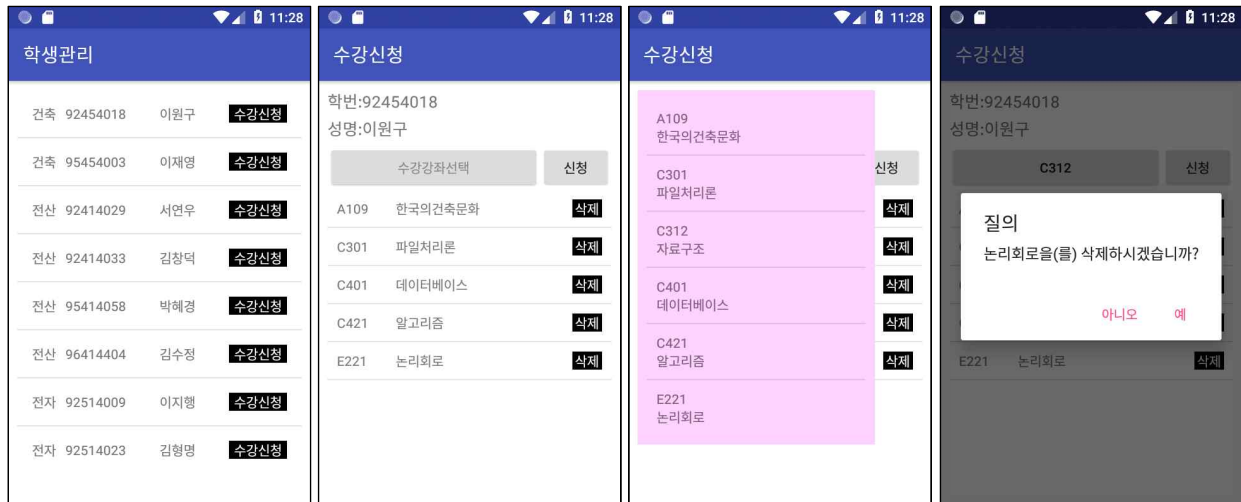 11:28
학생관리
건축 92454018 이원구 수강신청
건축 95454003 이재영 수강신청
전산 92414029 서연우 수강신청
전산 92414033 김창덕 수강신청
전산 95414058 박혜경 수강신청
전산 96414404 김수정 수강신청
전자 92514009 이지행 수강신청
전자 92514023 김형명 수강신청
11:28
수강신청
학번:92454018
성명:이원구
수강강좌선택 신청
A109 한국의건축문화 삭제
C301 파일처리론 삭제
C401 데이터베이스 삭제
C421 알고리즘 삭제
E221 논리회로 삭제
11:28
수강신청
A109
한국의건축문화
C301
파일처리론
C312
자료구조
C401
데이터베이스
C421
알고리즘
E221
논리회로
신청
삭제
삭제
삭제
삭제
삭제
11:28
수강신청
학번:92454018
성명:이원구
C312 신청
질의
논리회로을(를) 삭제하시겠습니까?
아니오 예
E221 논리회로 삭제